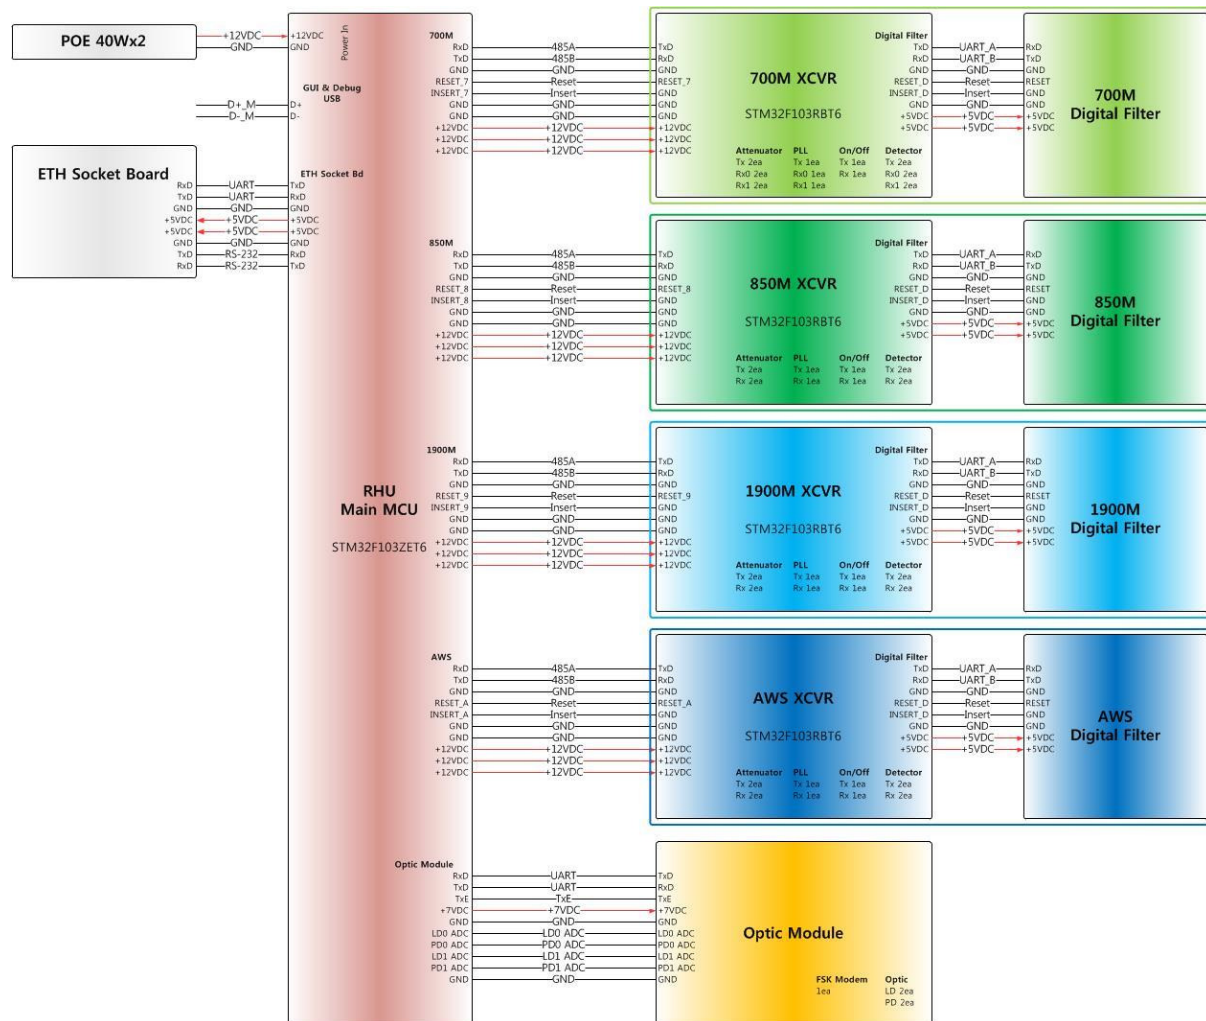 POE 40Wx2
+12VDC
GND
+12VDC
GND
Power In
GUI & Debug
USB
D+_M
D-_M
D+
D-
ETH Socket Board
ETH Socket Bd
RxD UART TxD
TxD UART RxD
GND GND GND
+5VDC +5VDC +5VDC
+5VDC +5VDC +5VDC
GND GND GND
TxD RS-232 RxD
RxD RS-232 TxD
RHU
Main MCU
STM32F103ZET6
700M
RxD 485A TxD
TxD 485B RxD
GND GND GND
RESET_7 Reset RESET_7
INSERT_7 Insert GND
GND GND GND
GND GND GND
+12VDC +12VDC +12VDC
+12VDC +12VDC +12VDC
+12VDC +12VDC +12VDC
700M XCVR
STM32F103RBT6
Attenuator PLL On/Off Detector
Tx 2ea Tx 1ea Tx 1ea Tx 2ea
Rx0 2ea Rx0 1ea Rx 1ea Rx0 2ea
Rx1 2ea Rx1 1ea Rx1 2ea
Digital Filter
TxD UART_A RxD
RxD UART_B TxD
GND GND GND
RESET_D Reset RESET
INSERT_D Insert GND
GND GND GND
+5VDC +5VDC +5VDC
+5VDC +5VDC +5VDC
700M
Digital Filter
850M
RxD 485A TxD
TxD 485B RxD
GND GND GND
RESET_8 Reset RESET_8
INSERT_8 Insert GND
GND GND GND
GND GND GND
+12VDC +12VDC +12VDC
+12VDC +12VDC +12VDC
+12VDC +12VDC +12VDC
850M XCVR
STM32F103RBT6
Attenuator PLL On/Off Detector
Tx 2ea Tx 1ea Tx 1ea Tx 2ea
Rx 2ea Rx 1ea Rx 1ea Rx 2ea
Digital Filter
TxD UART_A RxD
RxD UART_B TxD
GND GND GND
RESET_D Reset RESET
INSERT_D Insert GND
GND GND GND
+5VDC +5VDC +5VDC
+5VDC +5VDC +5VDC
850M
Digital Filter
1900M
RxD 485A TxD
TxD 485B RxD
GND GND GND
RESET_9 Reset RESET_9
INSERT_9 Insert GND
GND GND GND
GND GND GND
+12VDC +12VDC +12VDC
+12VDC +12VDC +12VDC
+12VDC +12VDC +12VDC
1900M XCVR
STM32F103RBT6
Attenuator PLL On/Off Detector
Tx 2ea Tx 1ea Tx 1ea Tx 2ea
Rx 2ea Rx 1ea Rx 1ea Rx 2ea
Digital Filter
TxD UART_A RxD
RxD UART_B TxD
GND GND GND
RESET_D Reset RESET
INSERT_D Insert GND
GND GND GND
+5VDC +5VDC +5VDC
+5VDC +5VDC +5VDC
1900M
Digital Filter
AWS
RxD 485A TxD
TxD 485B RxD
GND GND GND
RESET_A Reset RESET_A
INSERT_A Insert GND
GND GND GND
GND GND GND
+12VDC +12VDC +12VDC
+12VDC +12VDC +12VDC
+12VDC +12VDC +12VDC
AWS XCVR
STM32F103RBT6
Attenuator PLL On/Off Detector
Tx 2ea Tx 1ea Tx 1ea Tx 2ea
Rx 2ea Rx 1ea Rx 1ea Rx 2ea
Digital Filter
TxD UART_A RxD
RxD UART_B TxD
GND GND GND
RESET_D Reset RESET
INSERT_D Insert GND
GND GND GND
+5VDC +5VDC +5VDC
+5VDC +5VDC +5VDC
AWS
Digital Filter
Optic Module
RxD UART TxD
TxD UART RxD
TxE TxE TxE
+7VDC +7VDC +7VDC
GND GND GND
LD0 ADC LD0 ADC LD0 ADC
PD0 ADC PD0 ADC PD0 ADC
LD1 ADC LD1 ADC LD1 ADC
PD1 ADC PD1 ADC PD1 ADC
GND GND GND
Optic Module
FSK Modem Optic
1ea LD 2ea
PD 2ea